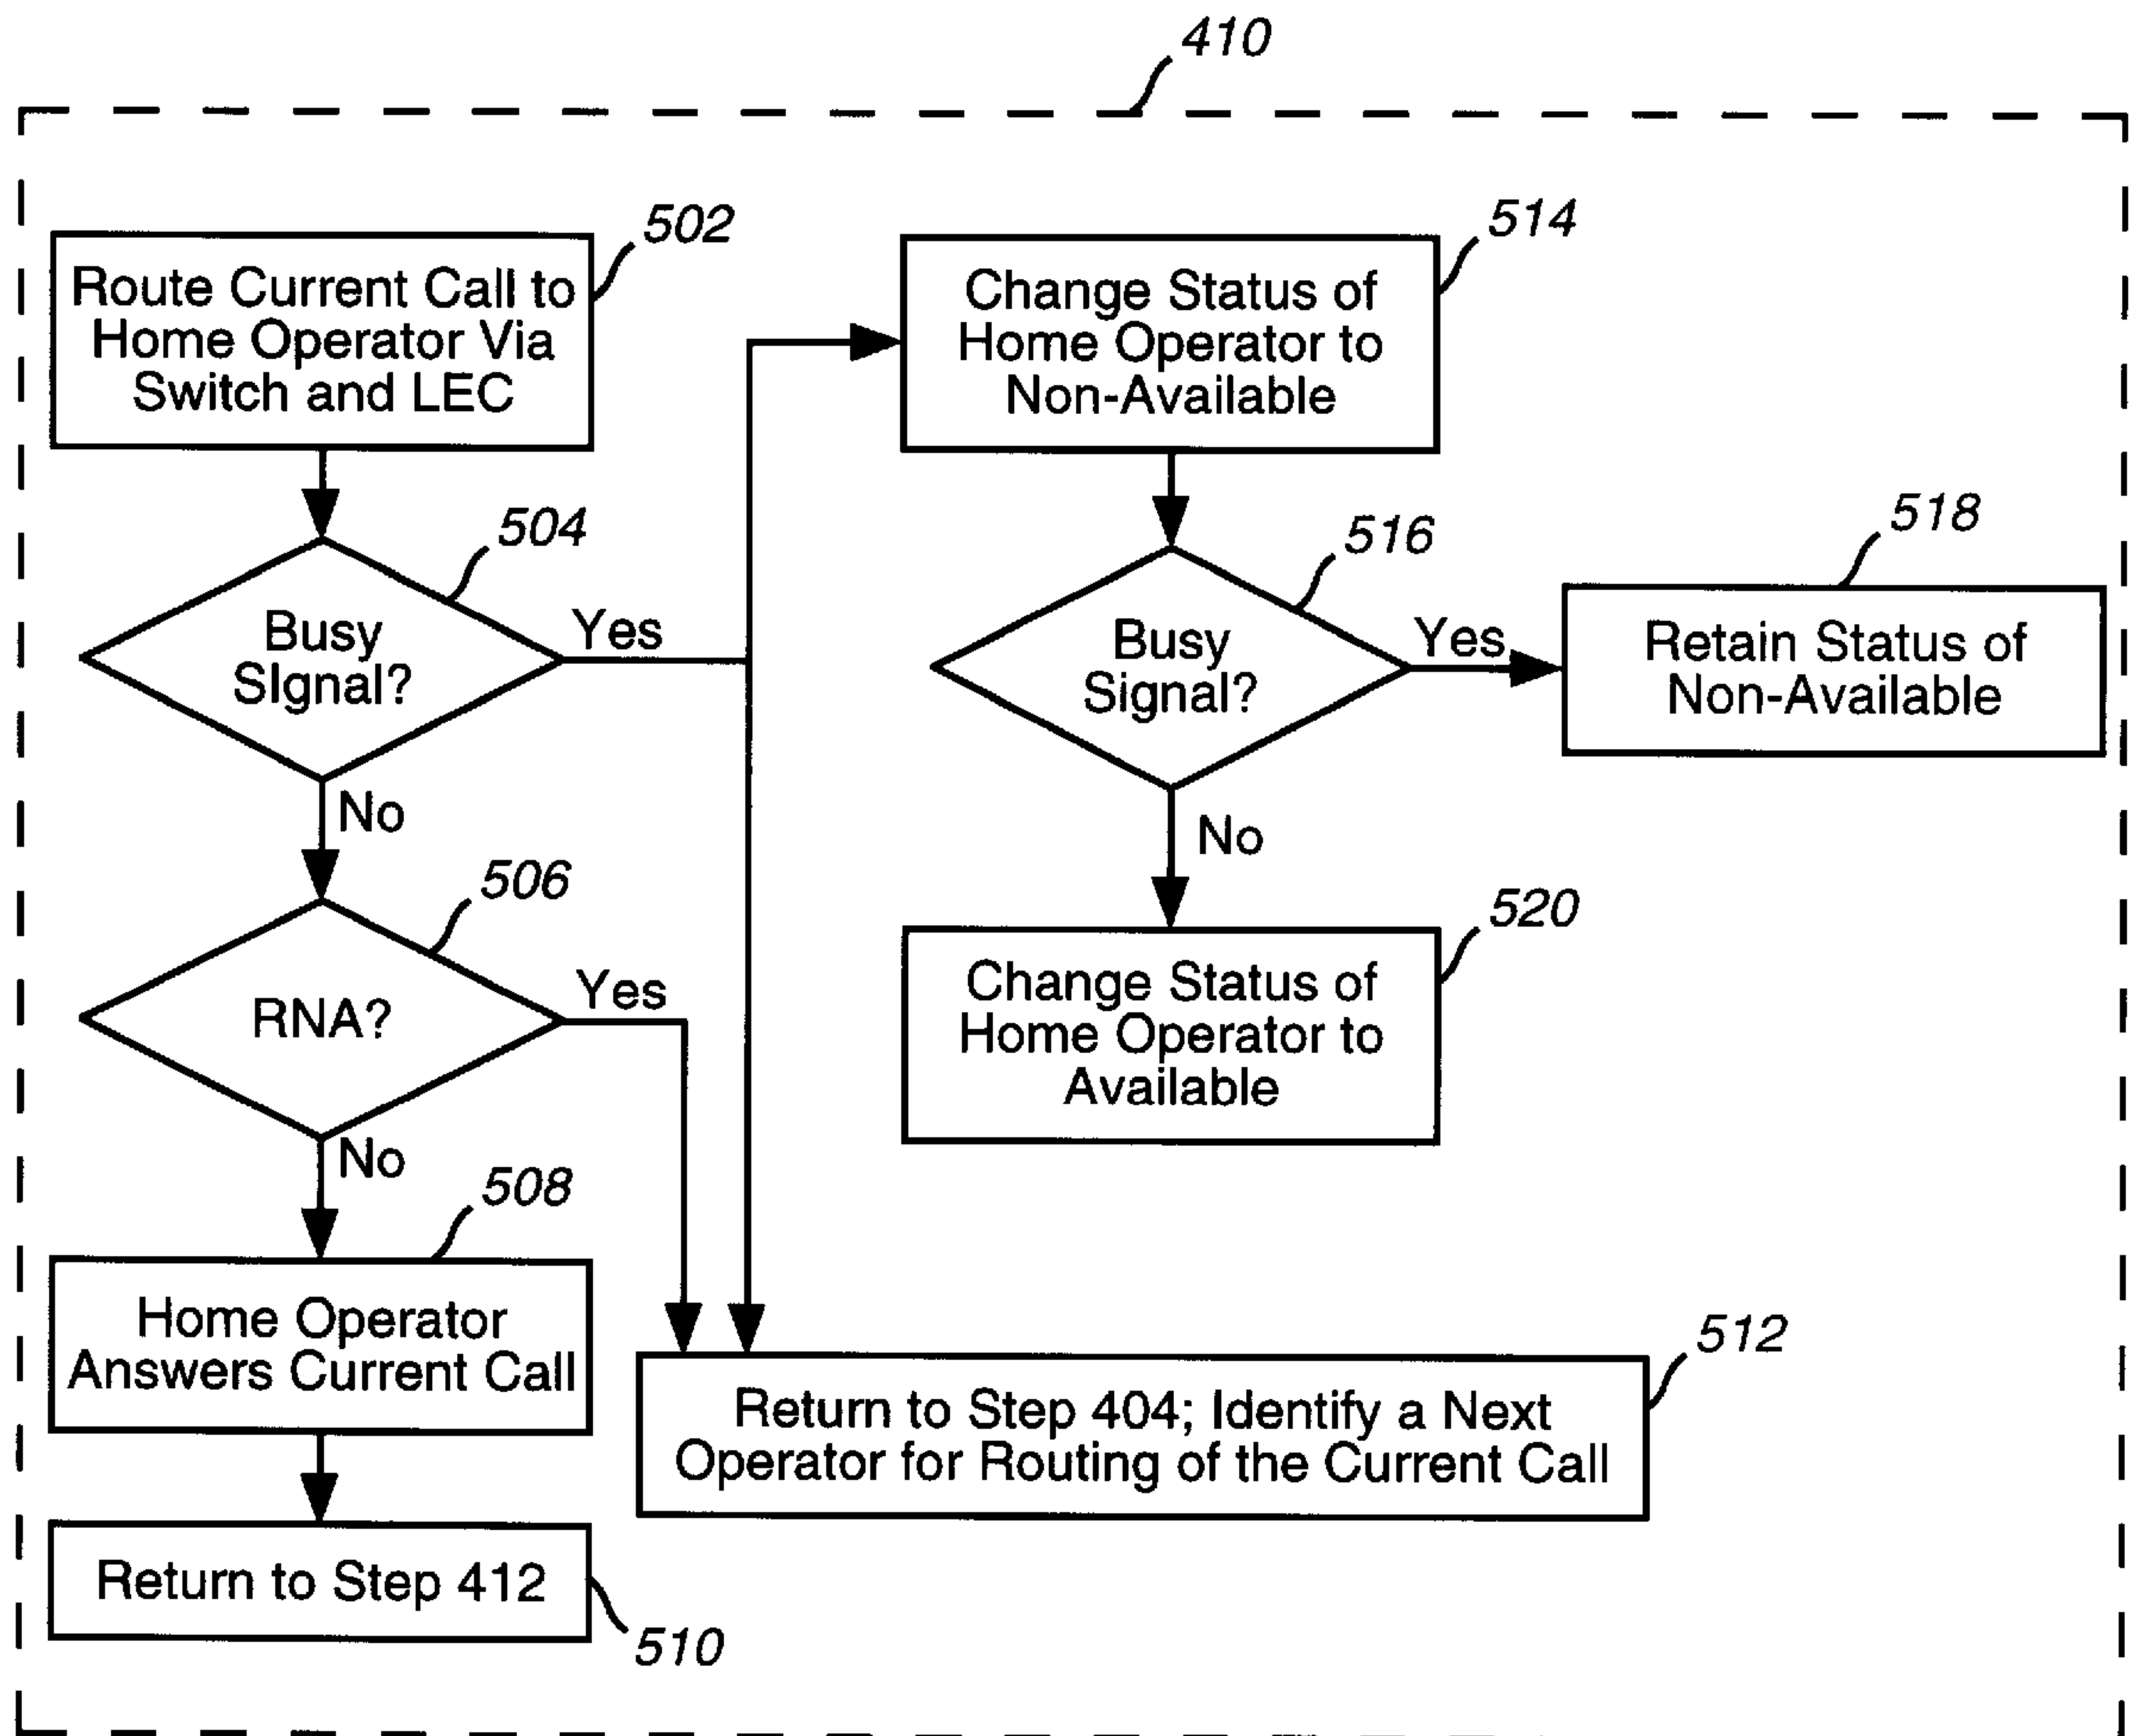 410
502
Route Current Call to
Home Operator Via
Switch and LEC
504
Busy
SIgnal?
Yes
No
506
RNA?
Yes
No
508
Home Operator
Answers Current Call
Return to Step 412
510
514
Change Status of
Home Operator to
Non-Available
516
Busy
Signal?
Yes
518
Retain Status of
Non-Available
No
520
Change Status of
Home Operator to
Available
512
Return to Step 404; Identify a Next
Operator for Routing of the Current Call